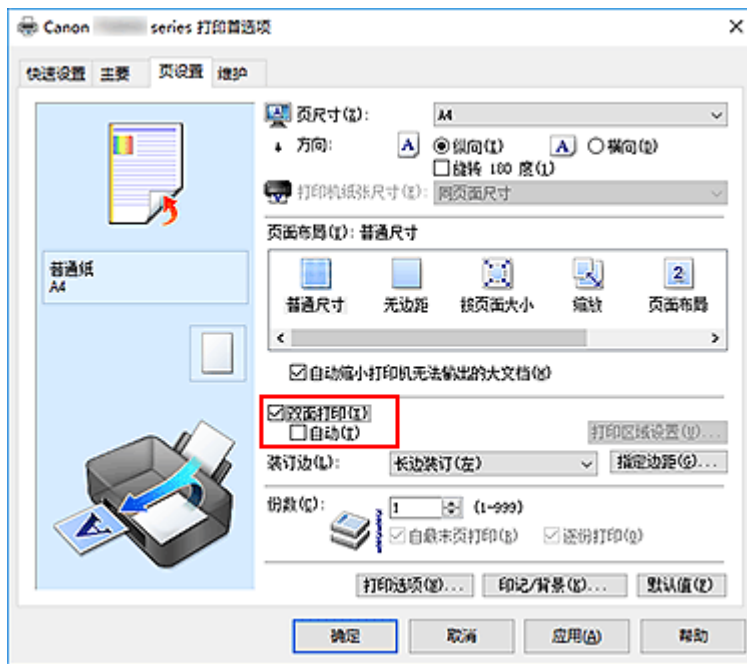 Canon series 打印首选项
快速设置 主要 页设置 维护
页尺寸(Z): A4
方向: A 纵向(I) A 横向(D)
旋转 180 度(1)
打印机纸张尺寸(E): 同页面尺寸
页面布局(Y): 普通尺寸
普通纸
A4
普通尺寸 无边距 按页面大小 缩放 页面布局
自动缩小打印机无法输出的大文档(W)
双面打印(X)
自动(T)
打印区域设置(U)...
装订边(L): 长边装订(左) 指定边距(G)...
份数(C): 1 (1-999)
自最末页打印(B) 逐份打印(O)
打印选项(N)... 印记/背景(K)... 默认值(F)
确定 取消 应用(A) 帮助